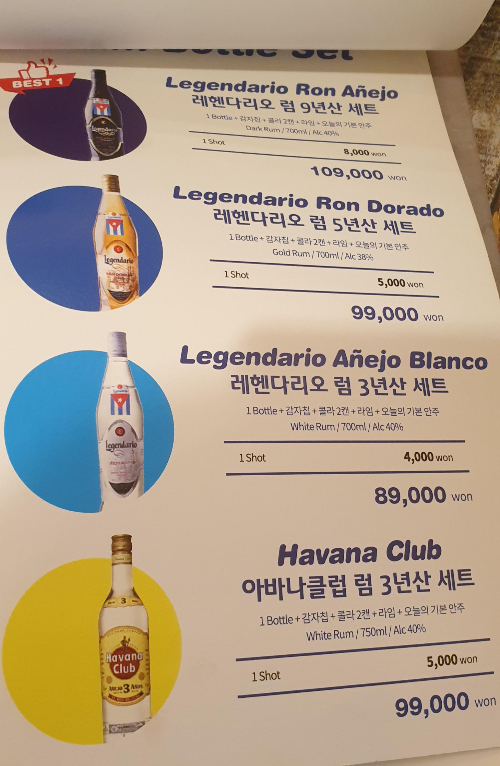 Bottle Set
BEST 1
Legendario Ron Añejo
레헨다리오 럼 9년산 세트
1 Bottle + 감자칩 + 콜라 2캔 + 라임 + 오늘의 기본 안주
Dark Rum / 700ml / Alc 40%
1 Shot 8,000 won
109,000 won
Legendario Ron Dorado
레헨다리오 럼 5년산 세트
1 Bottle + 감자칩 + 콜라 2캔 + 라임 + 오늘의 기본 안주
Gold Rum / 700ml / Alc 38%
1 Shot 5,000 won
99,000 won
Legendario
Legendario Añejo Blanco
레헨다리오 럼 3년산 세트
1 Bottle + 감자칩 + 콜라 2캔 + 라임 + 오늘의 기본 안주
White Rum / 700ml / Alc 40%
1 Shot 4,000 won
89,000 won
Legendario
Havana Club
아바나클럽 럼 3년산 세트
1 Bottle + 감자칩 + 콜라 2캔 + 라임 + 오늘의 기본 안주
White Rum / 750ml / Alc 40%
1 Shot 5,000 won
99,000 won
3
Havana
Club
AÑEJO 3 AÑOS